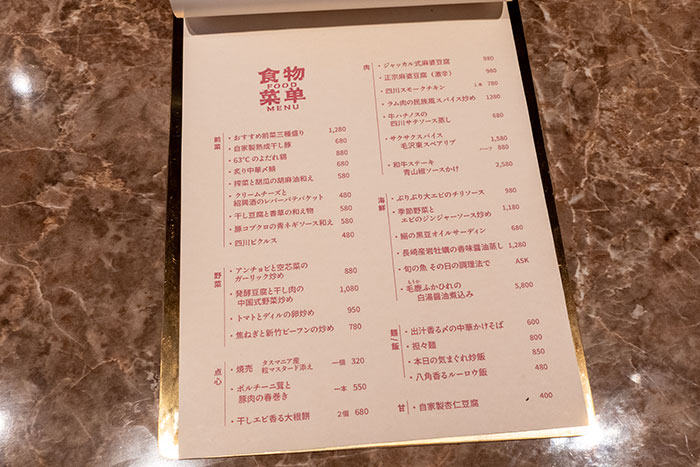 食物
FOOD
菜单
MENU
前菜
・おすすめ前菜三種盛り 1,280
・自家製熟成干し豚 680
・63℃のよだれ鶏 880
・炙り中華〆鯖 680
・搾菜と胡瓜の胡麻油和え 580
・クリームチーズと
紹興酒のレバーパテバケット 480
・干し豆腐と香草の和え物 580
・豚コブクロの青ネギソース和え 580
・四川ピクルス 480
野菜
・アンチョビと空芯菜の
ガーリック炒め 880
・発酵豆腐と干し肉の
中国式野菜炒め 1,080
・トマトとディルの卵炒め 950
・焦ねぎと新竹ビーフンの炒め 780
点心
・焼売 タスマニア産
粒マスタード添え 一個 320
・ポルチーニ茸と
豚肉の春巻き 一本 550
・干しエビ香る大根餅 2個 680
肉
・ジャッカル式麻婆豆腐 980
・正宗麻婆豆腐（激辛） 980
・四川スモークチキン 1本 780
・ラム肉の民族風スパイス炒め 1280
・牛ハチノスの
四川サテソース蒸し 680
・サクサクスパイス
毛沢東スペアリブ 1,580
ハーフ 880
・和牛ステーキ
青山椒ソースかけ 2,580
海鮮
・ぷりぷり大エビのチリソース 980
・季節野菜と
エビのジンジャーソース炒め 1,180
・鰯の黒豆オイルサーディン 680
・長崎産岩牡蠣の香味醤油蒸し 1,280
・旬の魚 その日の調理法で ASK
・毛鹿ふかひれの
白湯醤油煮込み 5,800
麺/飯
・出汁香る〆の中華かけそば 600
・担々麺 800
・本日の気まぐれ炒飯 850
・八角香るルーロウ飯 480
甘
・自家製杏仁豆腐 400